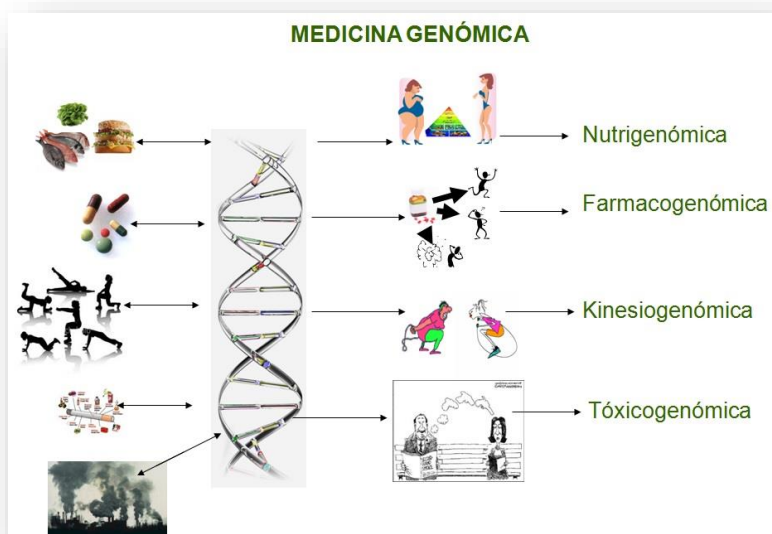 MEDICINA GENÓMICA
Nutrigenómica
Farmacogenómica
Kinesiogenómica
Tóxicogenómica